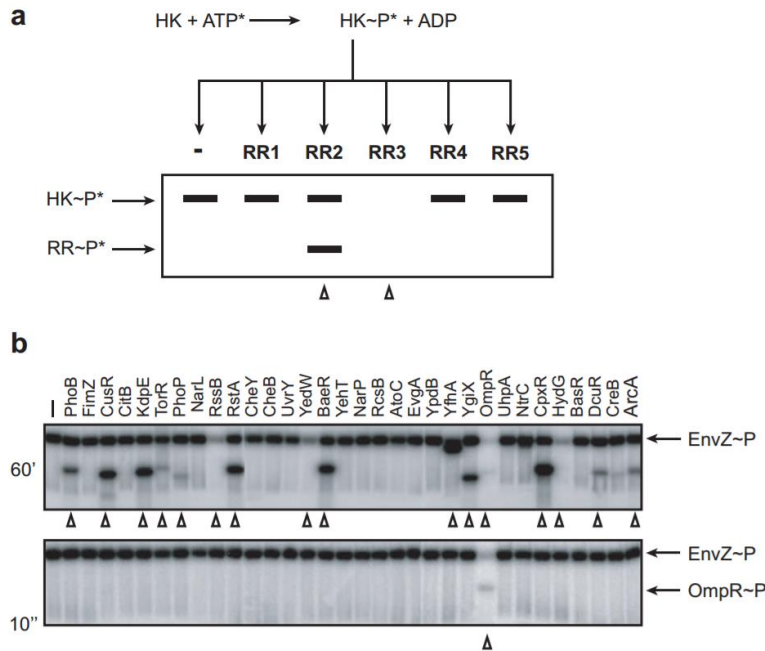 a
HK + ATP* HK~P* + ADP
- RR1 RR2 RR3 RR4 RR5
HK~P*
RR~P*
b
– PhoB FimZ CusR CitB KdpE TorR PhoP NarL RssB RstA CheY CheB UvrY YedW BaeR YehT NarP RcsB AtoC EvgA YpdB YfhA YgiX OmpR UhpA NtrC CpxR HydG BasR DcuR CreB ArcA
EnvZ~P
60'
EnvZ~P
OmpR~P
10''